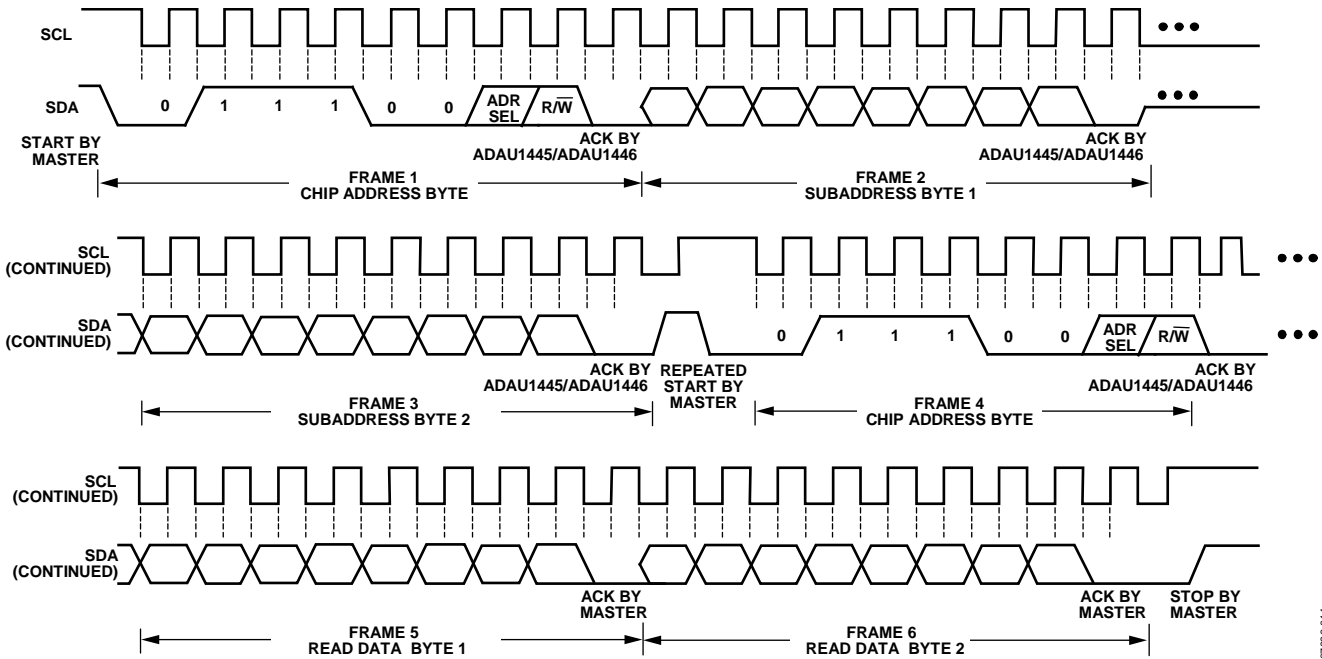 SCL
SDA
0 1 1 1 0 0 ADR SEL R/W̅
START BY MASTER
ACK BY ADAU1445/ADAU1446
ACK BY ADAU1445/ADAU1446
FRAME 1
CHIP ADDRESS BYTE
FRAME 2
SUBADDRESS BYTE 1
SCL
(CONTINUED)
SDA
(CONTINUED)
0 1 1 1 0 0 ADR SEL R/W̅
ACK BY
ADAU1445/ADAU1446
REPEATED
START BY
MASTER
ACK BY
ADAU1445/ADAU1446
FRAME 3
SUBADDRESS BYTE 2
FRAME 4
CHIP ADDRESS BYTE
SCL
(CONTINUED)
SDA
(CONTINUED)
ACK BY
MASTER
ACK BY
MASTER
STOP BY
MASTER
FRAME 5
READ DATA BYTE 1
FRAME 6
READ DATA BYTE 2